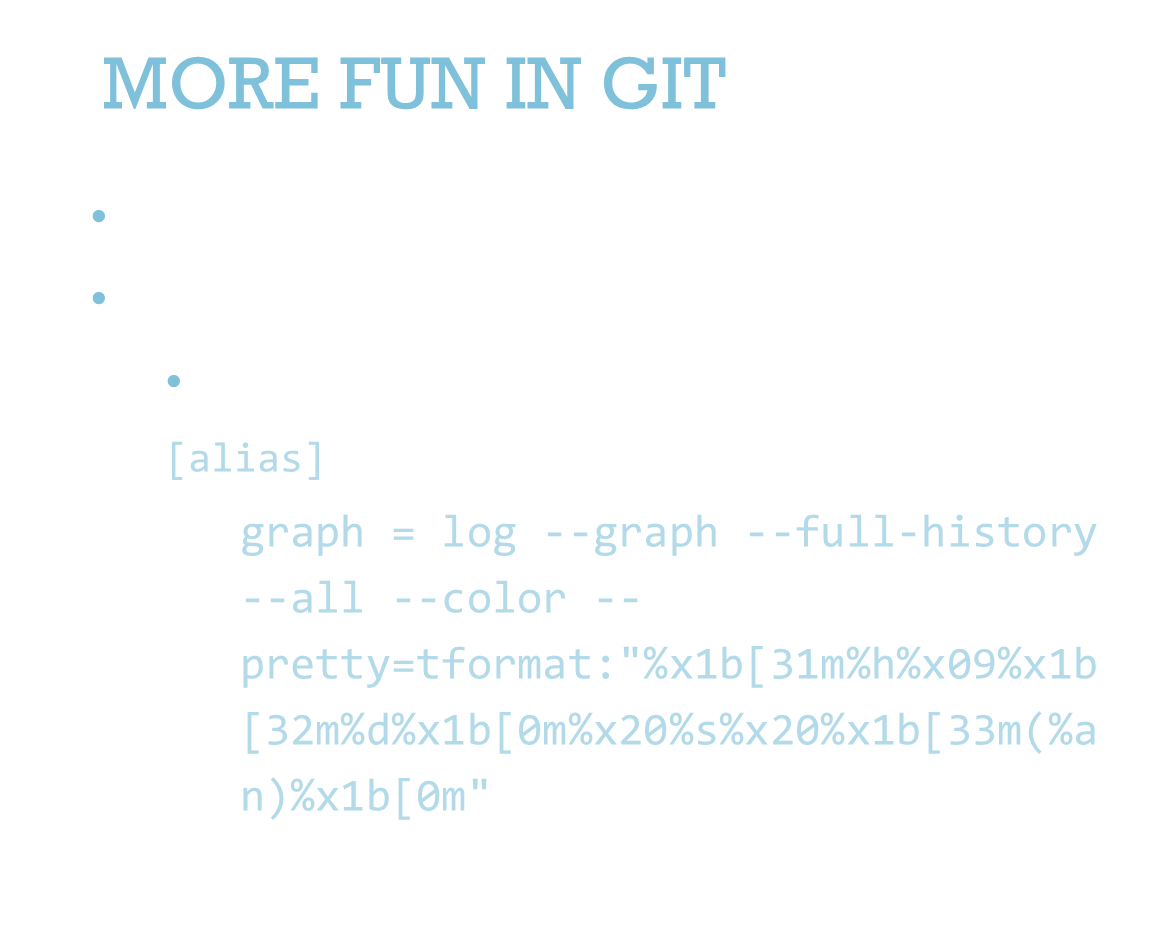 MORE FUN IN GIT
•
•
•
[alias]
graph = log --graph --full-history
--all --color --
pretty=tformat:"%x1b[31m%h%x09%x1b
[32m%d%x1b[0m%x20%s%x20%x1b[33m(%a
n)%x1b[0m"